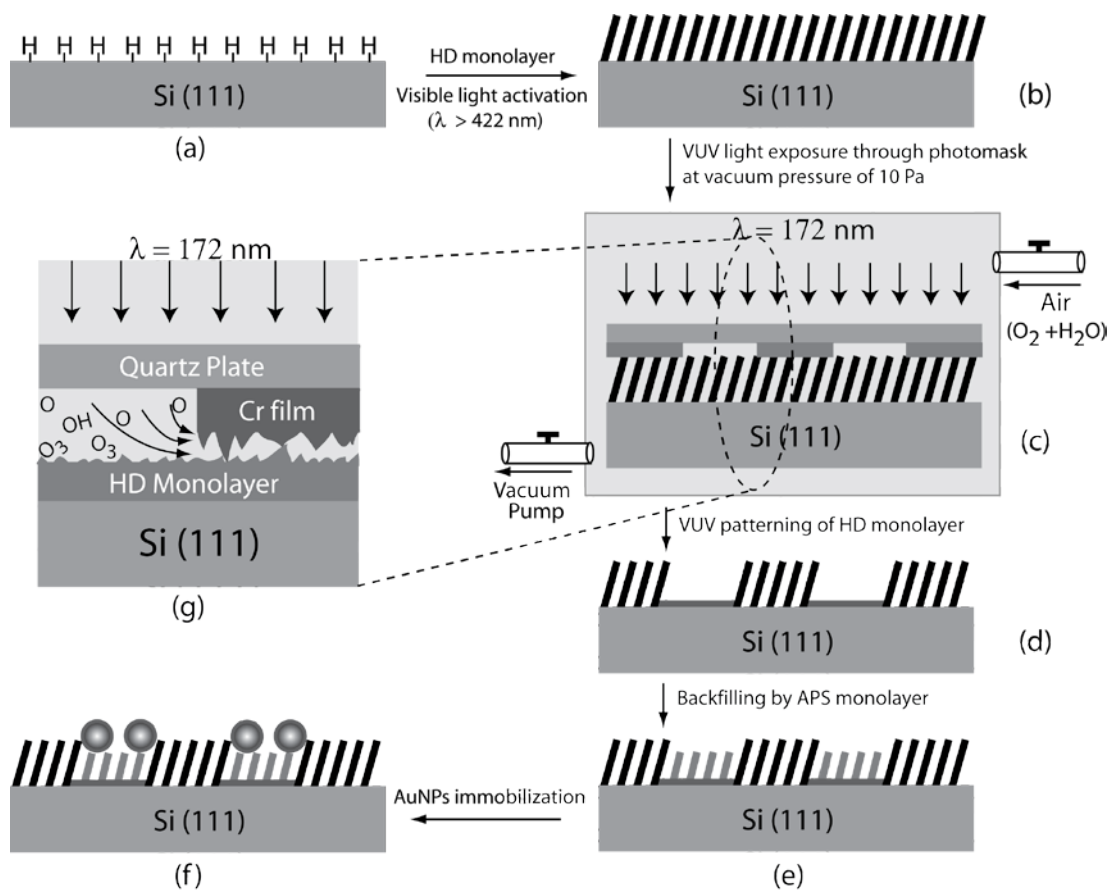 H H H H H H H H H H H
Si (111)
(a)
HD monolayer
Visible light activation
(λ > 422 nm)
Si (111)
(b)
VUV light exposure through photomask
at vacuum pressure of 10 Pa
λ = 172 nm
Air
(O2 +H2O)
Si (111)
(c)
Vacuum
Pump
λ = 172 nm
Quartz Plate
Cr film
O
OH
O
O
O3
O3
HD Monolayer
Si (111)
(g)
VUV patterning of HD monolayer
Si (111)
(d)
Backfilling by APS monolayer
Si (111)
(e)
AuNPs immobilization
Si (111)
(f)